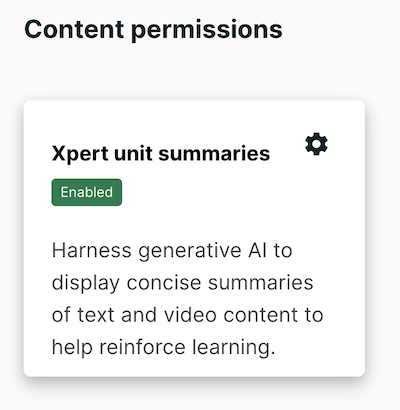 Content permissions
Xpert unit summaries
Enabled
Harness generative AI to
display concise summaries
of text and video content to
help reinforce learning.